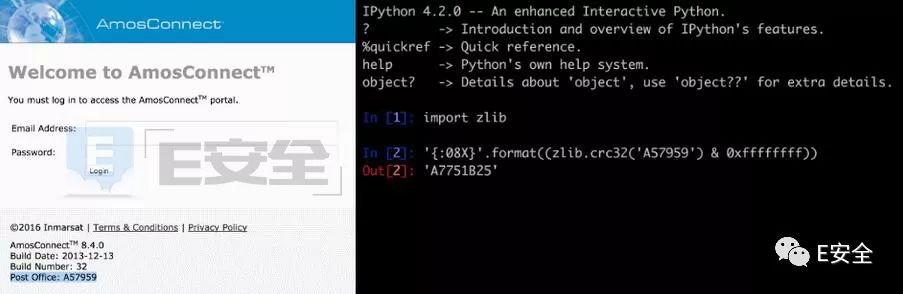 AmosConnect
Welcome to AmosConnect™
You must log in to access the AmosConnect™ portal.
Email Address:
Password:
E
Login
E安全
©2016 Inmarsat | Terms & Conditions | Privacy Policy
AmosConnect™ 8.4.0
Build Date: 2013-12-13
Build Number: 32
Post Office: A57959
IPython 4.2.0 -- An enhanced Interactive Python.
?         -> Introduction and overview of IPython's features.
%quickref -> Quick reference.
help      -> Python's own help system.
object?   -> Details about 'object', use 'object??' for extra details.
In [1]: import zlib
In [2]: '{:08X}'.format((zlib.crc32('A57959') & 0xffffffff))
Out[2]: 'A7751B25'
E安全